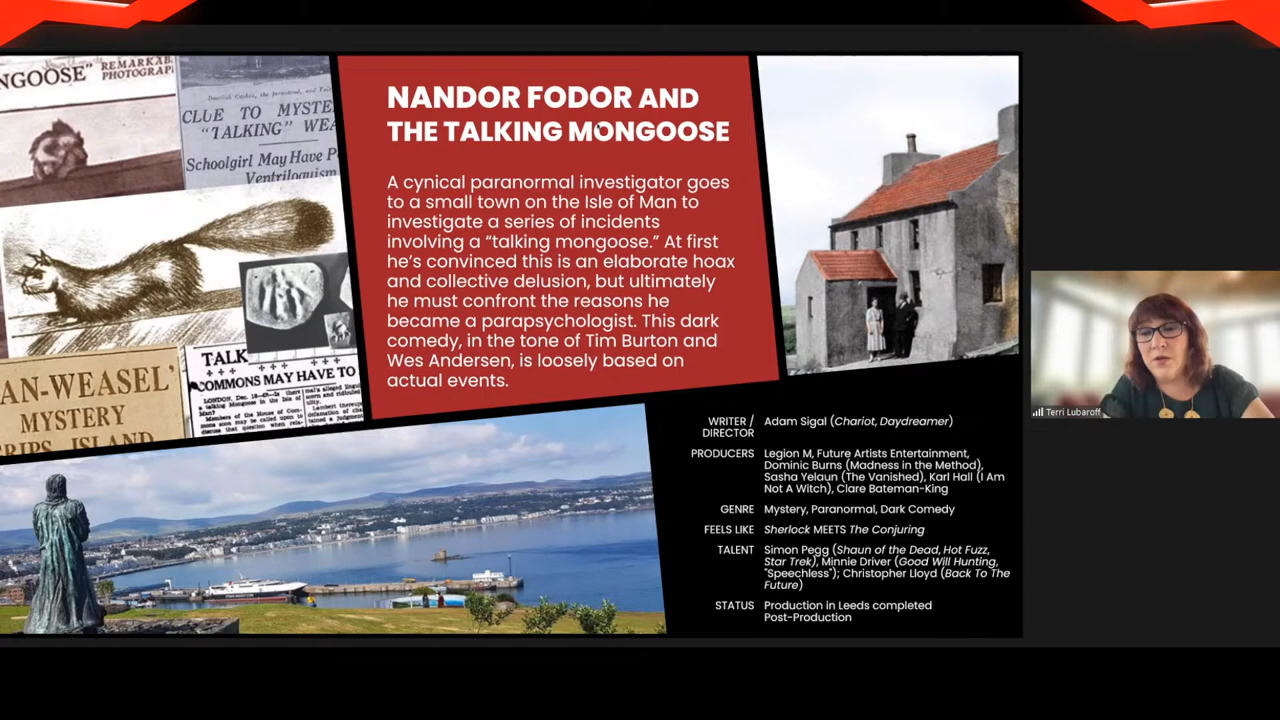 NGOOSE” REMARKAB
PHOTOGRAPH
CLUE TO MYSTE
“TALKING” WEA
Schoolgirl May Have P
Ventriloquism
AN-WEASEL’
MYSTERY
GRIPS ISLAND
TALK
COMMONS MAY HAVE TO
NANDOR FODOR AND
THE TALKING MONGOOSE
A cynical paranormal investigator goes
to a small town on the Isle of Man to
investigate a series of incidents
involving a “talking mongoose.” At first
he’s convinced this is an elaborate hoax
and collective delusion, but ultimately
he must confront the reasons he
became a parapsychologist. This dark
comedy, in the tone of Tim Burton and
Wes Andersen, is loosely based on
actual events.
WRITER / DIRECTOR Adam Sigal (Chariot, Daydreamer)
PRODUCERS Legion M, Future Artists Entertainment,
Dominic Burns (Madness in the Method),
Sasha Yelaun (The Vanished), Karl Hall (I Am
Not A Witch), Clare Bateman-King
GENRE Mystery, Paranormal, Dark Comedy
FEELS LIKE Sherlock MEETS The Conjuring
TALENT Simon Pegg (Shaun of the Dead, Hot Fuzz,
Star Trek), Minnie Driver (Good Will Hunting,
"Speechless"); Christopher Lloyd (Back To The
Future)
STATUS Production in Leeds completed
Post-Production
Terri Lubaroff